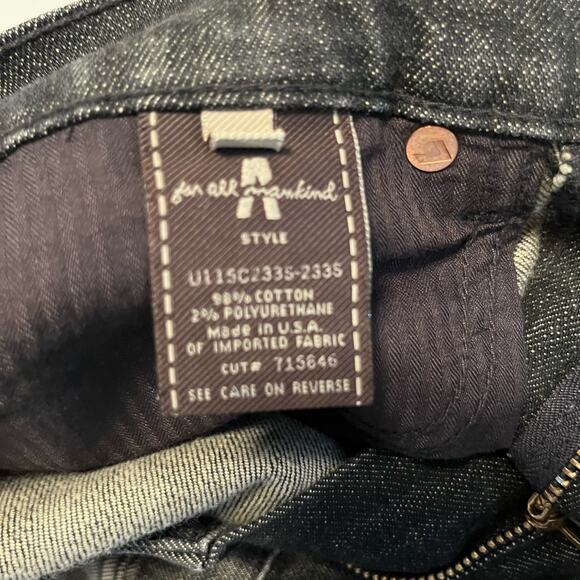 for all mankind
STYLE
U115C233S-233S
98% COTTON
2% POLYURETHANE
Made in U.S.A.
OF IMPORTED FABRIC
CUT# 715646
SEE CARE ON REVERSE